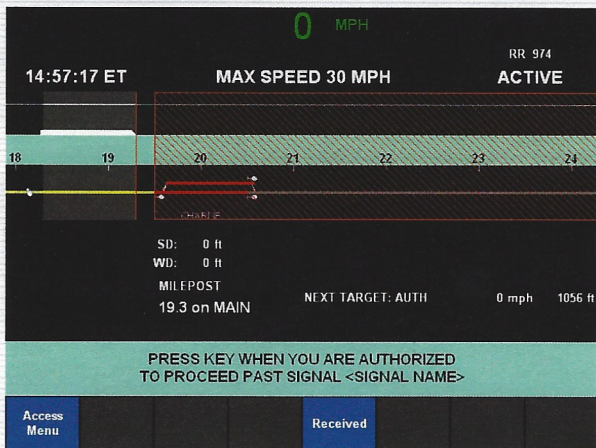 0 MPH
RR 974
14:57:17 ET MAX SPEED 30 MPH ACTIVE
18 19 20 21 22 23 24
CHARLIE
SD: 0 ft
WD: 0 ft
MILEPOST
19.3 on MAIN
NEXT TARGET: AUTH 0 mph 1056 ft
PRESS KEY WHEN YOU ARE AUTHORIZED
TO PROCEED PAST SIGNAL <SIGNAL NAME>
Access
Menu
Received